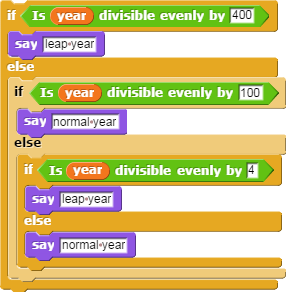 if Is year divisible evenly by 400
say leap year
else
if Is year divisible evenly by 100
say normal year
else
if Is year divisible evenly by 4
say leap year
else
say normal year